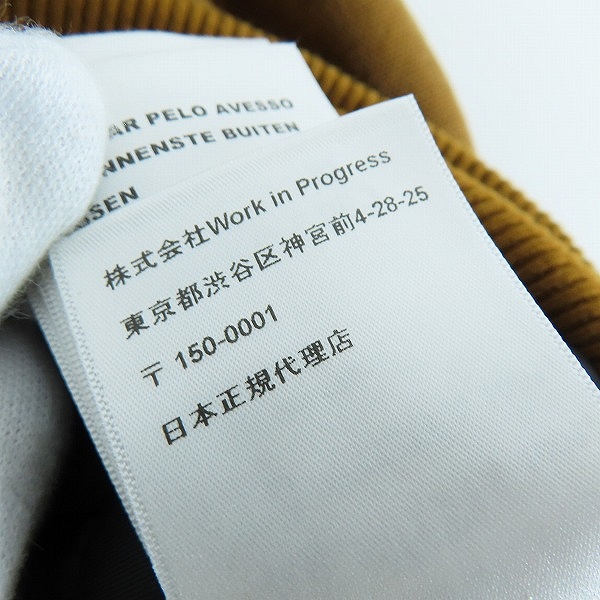 AR PELO AVESSO
NNENSTE BUITEN
SSEN
株式会社Work in Progress
東京都渋谷区神宮前4-28-25
〒 150-0001
日本正規代理店